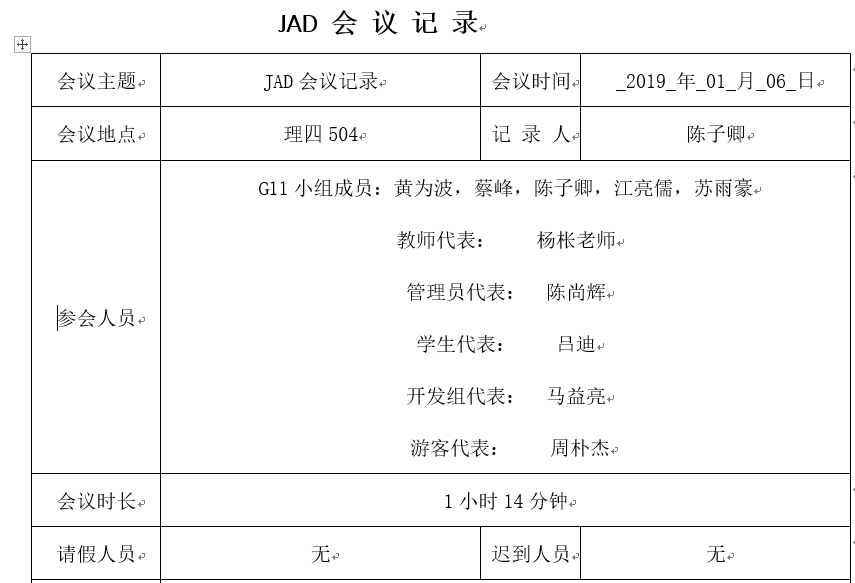 JAD 会 议 记 录
会议主题 JAD 会议记录 会议时间 _2019_年_01_月_06_日
会议地点 理四 504 记 录 人 陈子卿
参会人员
G11 小组成员：黄为波，蔡峰，陈子卿，江亮儒，苏雨豪
教师代表： 杨枨老师
管理员代表： 陈尚辉
学生代表： 吕迪
开发组代表： 马益亮
游客代表： 周朴杰
会议时长 1 小时 14 分钟
请假人员 无 迟到人员 无